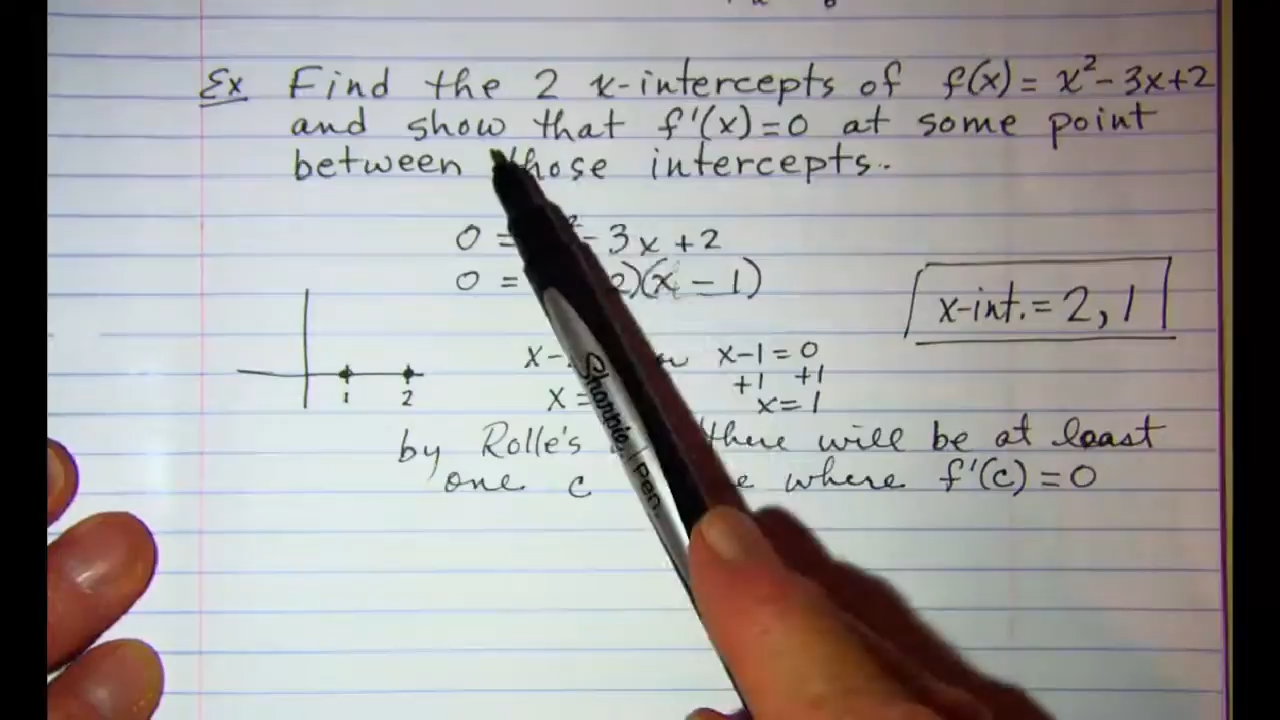 Ex Find the 2 x-intercepts of f(x) = x²-3x+2
and show that f'(x)=0 at some point
between those intercepts.
0 = ²- 3x +2
0 = 2)(x - 1)
x-int. = 2, 1
x- x-1=0
+1 +1
x= x=1
1 2
by Rolle's there will be at least
one c where f'(c)=0
Sharpie Pen